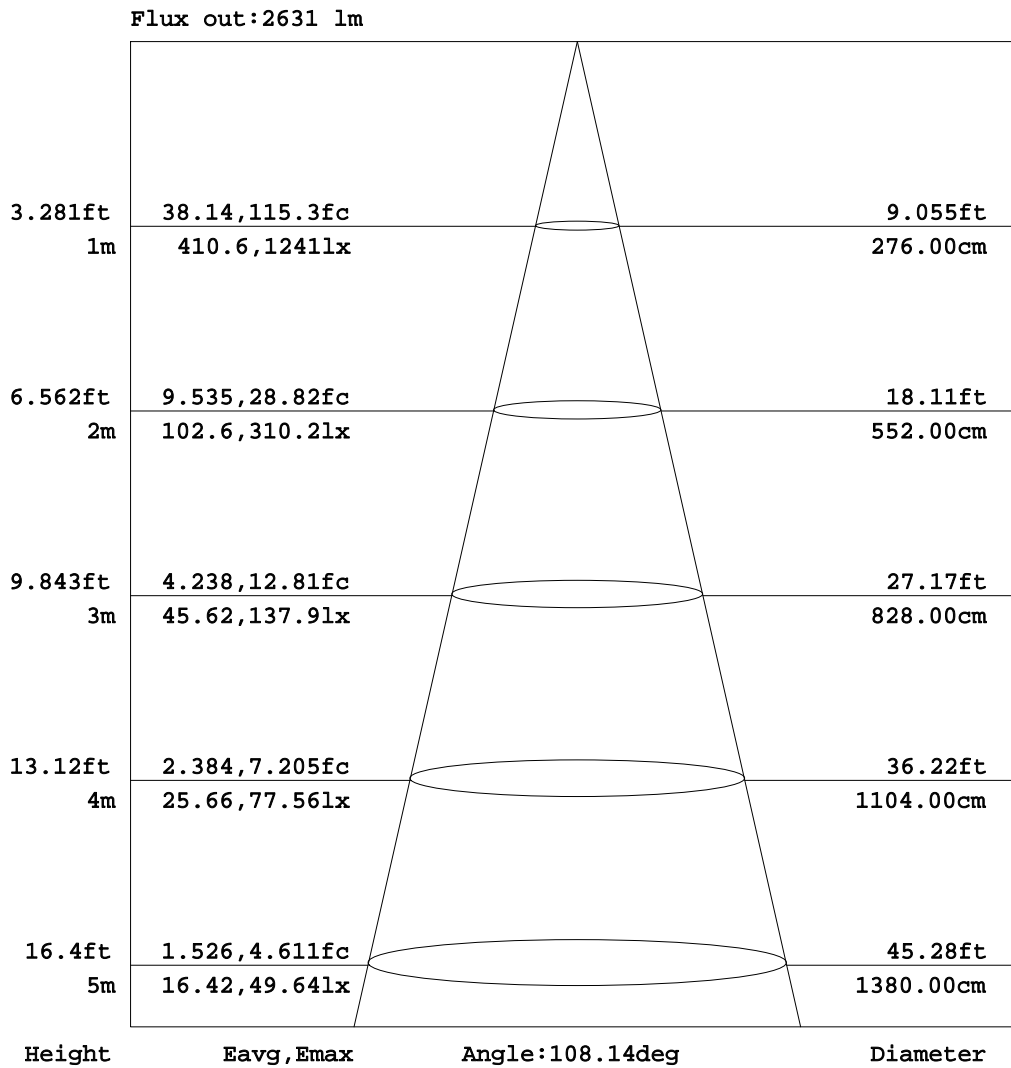 Flux out:2631 lm
3.281ft 38.14,115.3fc 9.055ft
1m 410.6,1241lx 276.00cm
6.562ft 9.535,28.82fc 18.11ft
2m 102.6,310.2lx 552.00cm
9.843ft 4.238,12.81fc 27.17ft
3m 45.62,137.9lx 828.00cm
13.12ft 2.384,7.205fc 36.22ft
4m 25.66,77.56lx 1104.00cm
16.4ft 1.526,4.611fc 45.28ft
5m 16.42,49.64lx 1380.00cm
Height Eavg,Emax Angle:108.14deg Diameter